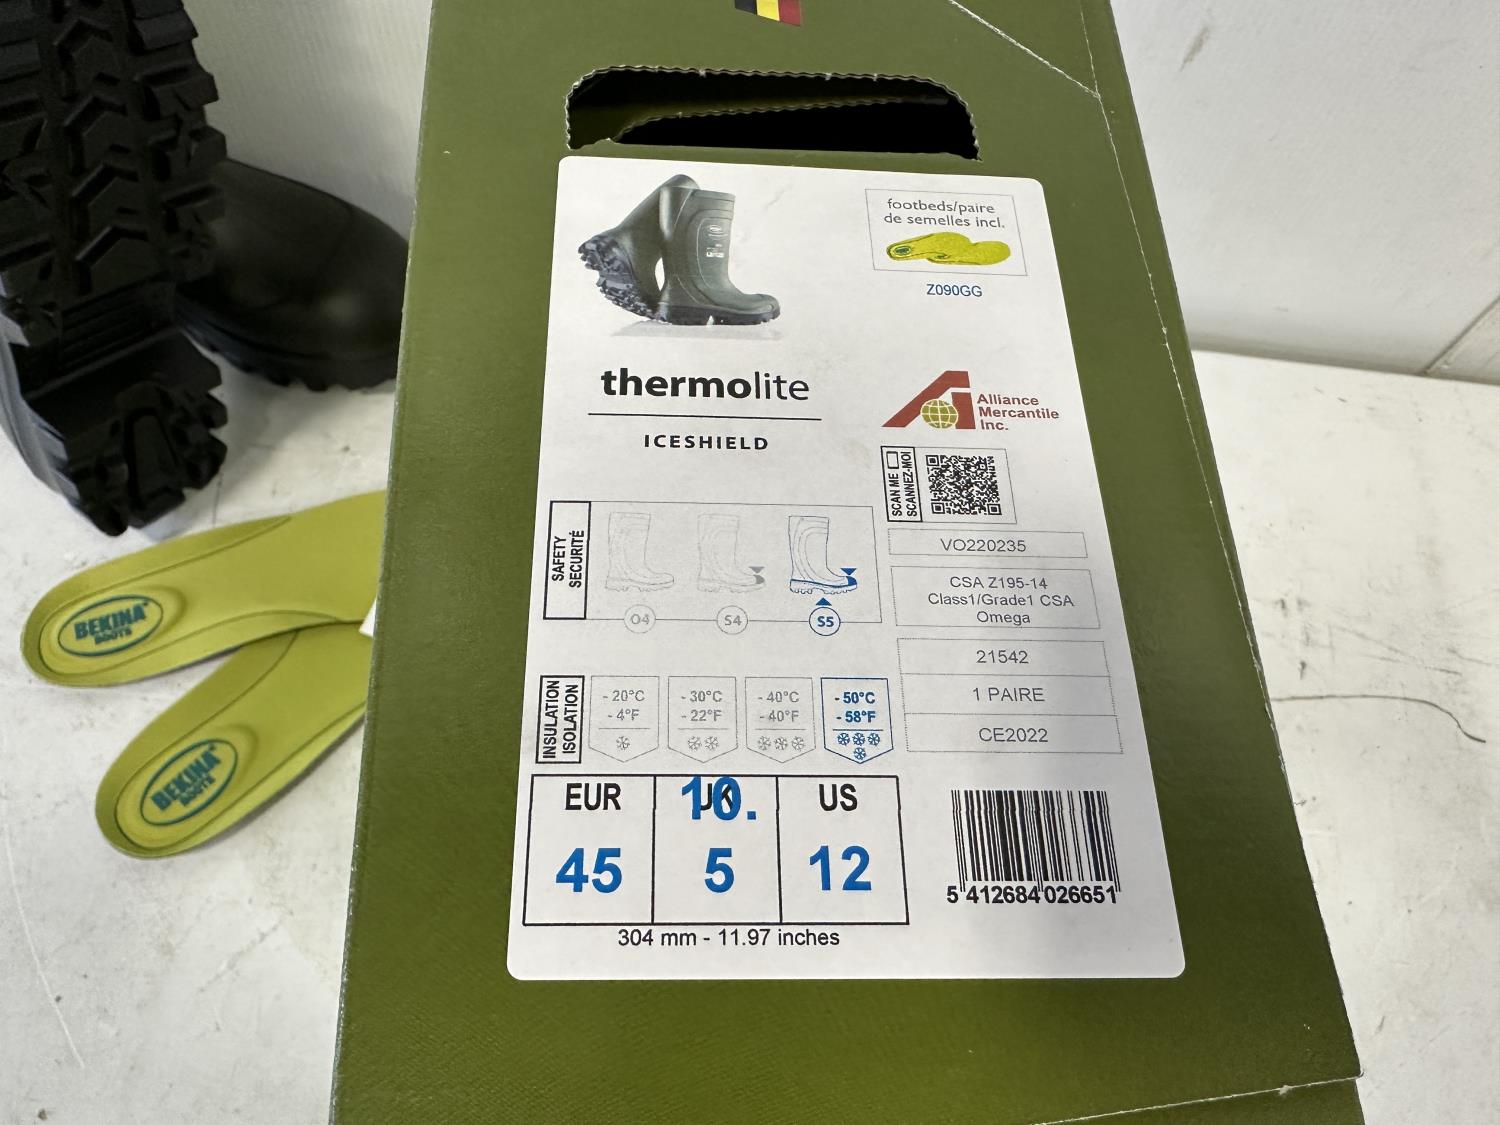 footbeds/paire
de semelles incl.
Z090GG
thermolite
ICESHIELD
Alliance
Mercantile
Inc.
SCAN ME
SCANNEZ-MOI
VO220235
CSA Z195-14
Class1/Grade1 CSA
Omega
21542
1 PAIRE
CE2022
SAFETY
SECURITÉ
O4
S4
S5
INSULATION
ISOLATION
- 20°C
- 4°F
- 30°C
- 22°F
- 40°C
- 40°F
- 50°C
- 58°F
EUR
UK
US
45
10.
5
12
304 mm - 11.97 inches
5 412684 026651
BEKINA
BOOTS
BEKINA
BOOTS